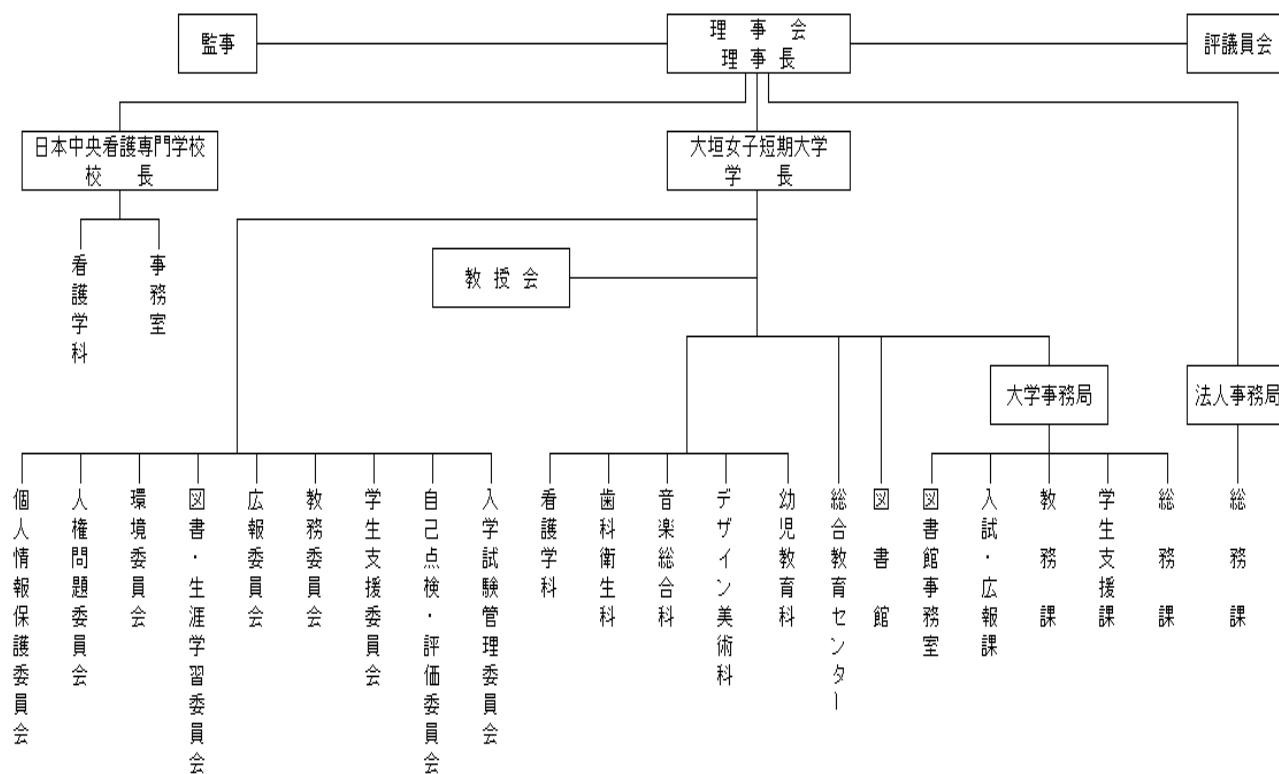 監事
理事会
理事長
評議員会
日本中央看護専門学校
校長
大垣女子短期大学
学長
看護学科
事務室
教授会
大学事務局
法人事務局
個人情報保護委員会
人権問題委員会
環境委員会
図書・生涯学習委員会
広報委員会
教務委員会
学生支援委員会
自己点検・評価委員会
入学試験管理委員会
看護学科
歯科衛生科
音楽総合科
デザイン美術科
幼児教育科
総合教育センター
図書館
図書館事務室
入試・広報課
教務課
学生支援課
総務課
総務課